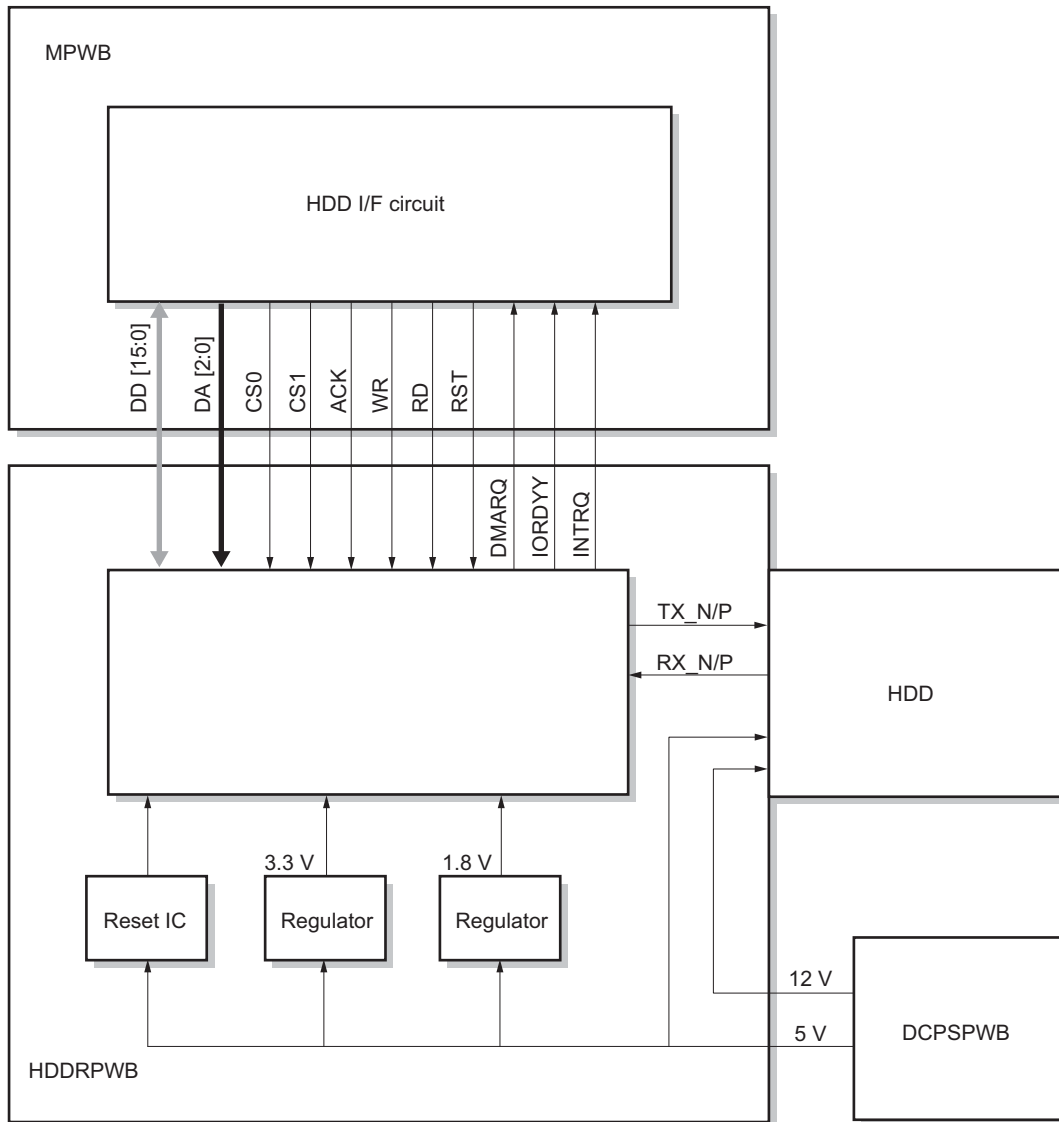 MPWB
HDD I/F circuit
DD [15:0]
DA [2:0]
CS0
CS1
ACK
WR
RD
RST
DMARQ
IORDYY
INTRQ
TX_N/P
RX_N/P
HDD
3.3 V
1.8 V
Reset IC
Regulator
Regulator
12 V
5 V
DCPSPWB
HDDRPWB